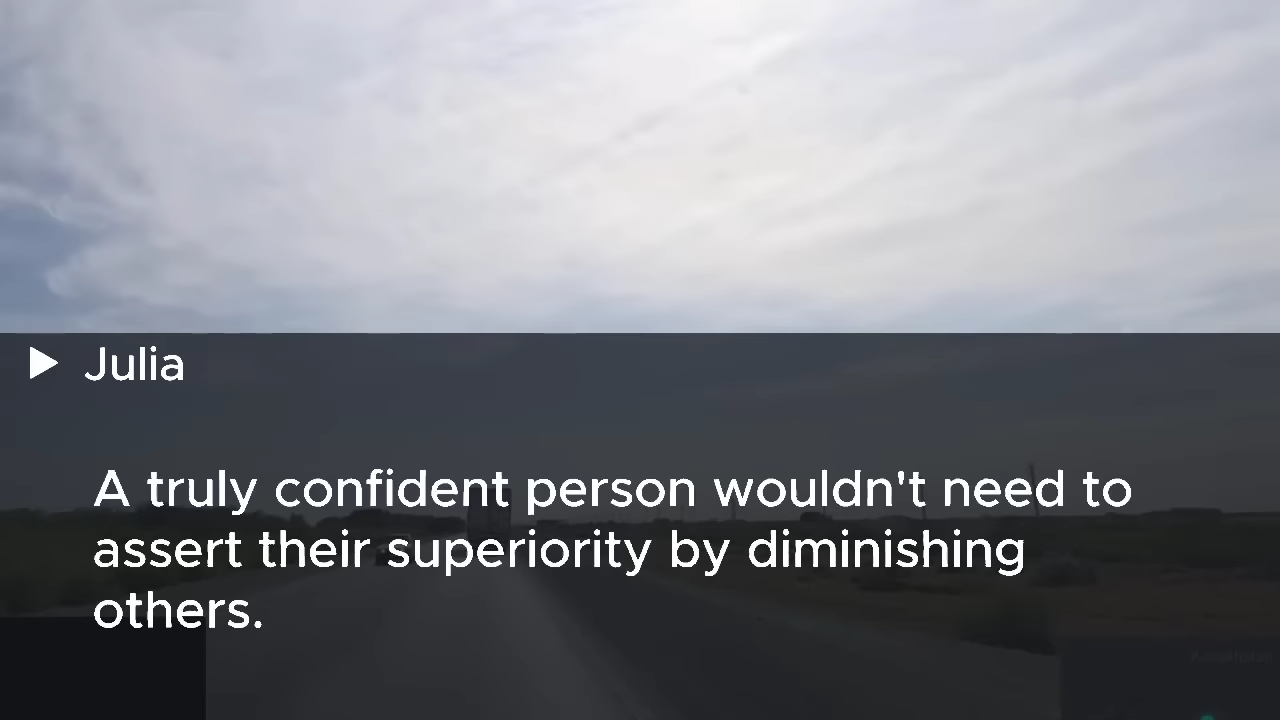 Julia
A truly confident person wouldn't need to
assert their superiority by diminishing
others.